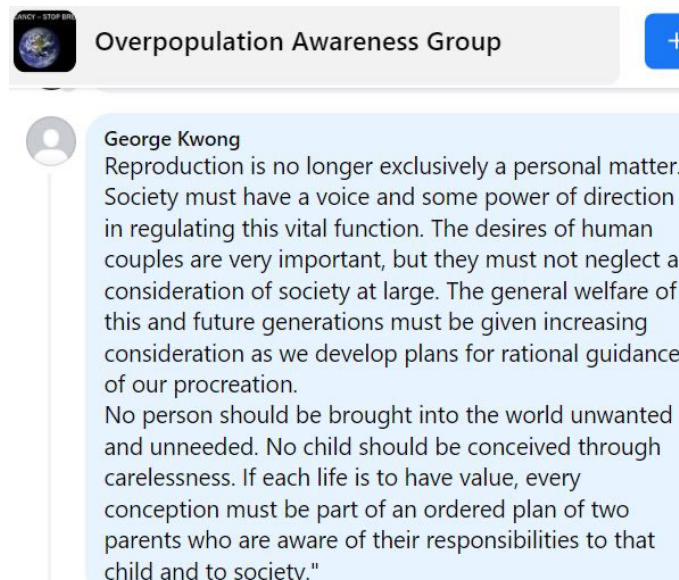 ANCY – STOP BRE
Overpopulation Awareness Group
+
George Kwong
Reproduction is no longer exclusively a personal matter.
Society must have a voice and some power of direction
in regulating this vital function. The desires of human
couples are very important, but they must not neglect a
consideration of society at large. The general welfare of
this and future generations must be given increasing
consideration as we develop plans for rational guidance
of our procreation.
No person should be brought into the world unwanted
and unneeded. No child should be conceived through
carelessness. If each life is to have value, every
conception must be part of an ordered plan of two
parents who are aware of their responsibilities to that
child and to society."